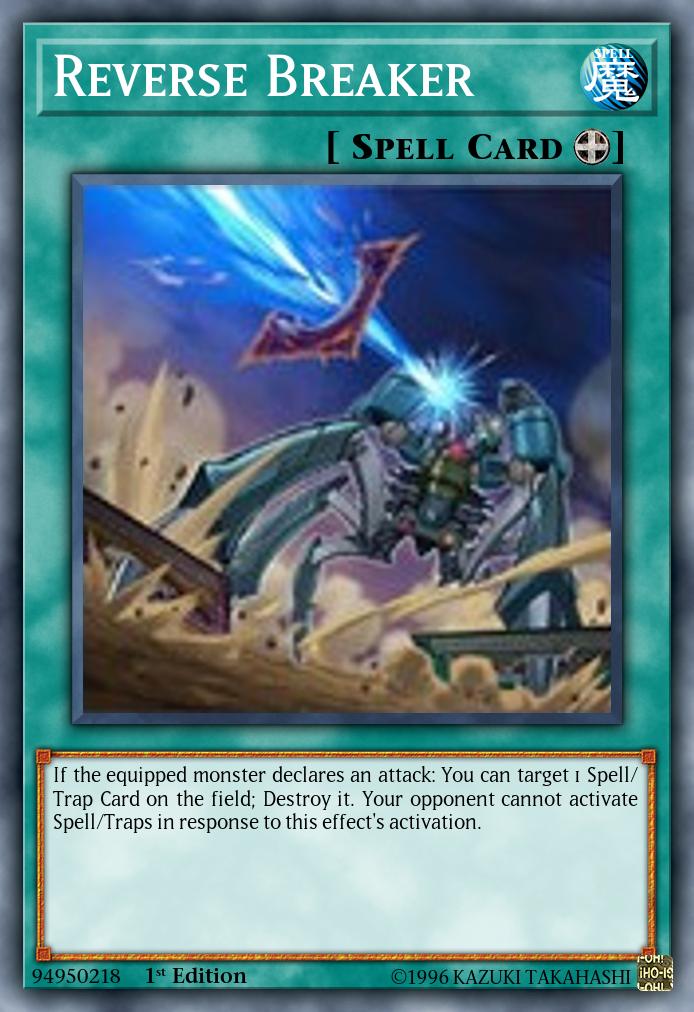 REVERSE BREAKER
SPELL
魔
[ SPELL CARD ]
If the equipped monster declares an attack: You can target 1 Spell/
Trap Card on the field; Destroy it. Your opponent cannot activate
Spell/Traps in response to this effect's activation.
94950218 1st Edition ©1996 KAZUKI TAKAHASHI